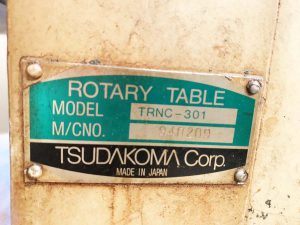 ROTARY TABLE
MODEL TRNC-301
M/CNO.
TSUDAKOMA Corp.
MADE IN JAPAN